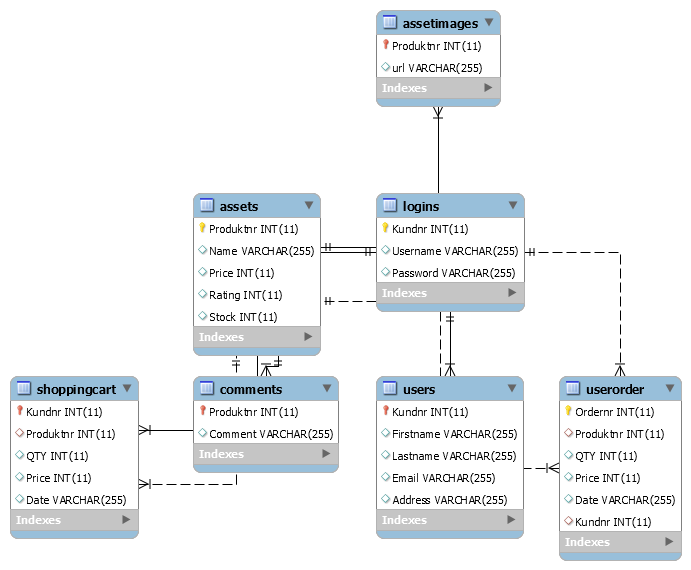 assetimages
Produktnr INT(11)
url VARCHAR(255)
Indexes
assets
Produktnr INT(11)
Name VARCHAR(255)
Price INT(11)
Rating INT(11)
Stock INT(11)
Indexes
logins
Kundnr INT(11)
Username VARCHAR(255)
Password VARCHAR(255)
Indexes
shoppingcart
Kundnr INT(11)
Produktnr INT(11)
QTY INT(11)
Price INT(11)
Date VARCHAR(255)
Indexes
comments
Produktnr INT(11)
Comment VARCHAR(255)
Indexes
users
Kundnr INT(11)
Firstname VARCHAR(255)
Lastname VARCHAR(255)
Email VARCHAR(255)
Address VARCHAR(255)
Indexes
userorder
Ordernr INT(11)
Produktnr INT(11)
QTY INT(11)
Price INT(11)
Date VARCHAR(255)
Kundnr INT(11)
Indexes